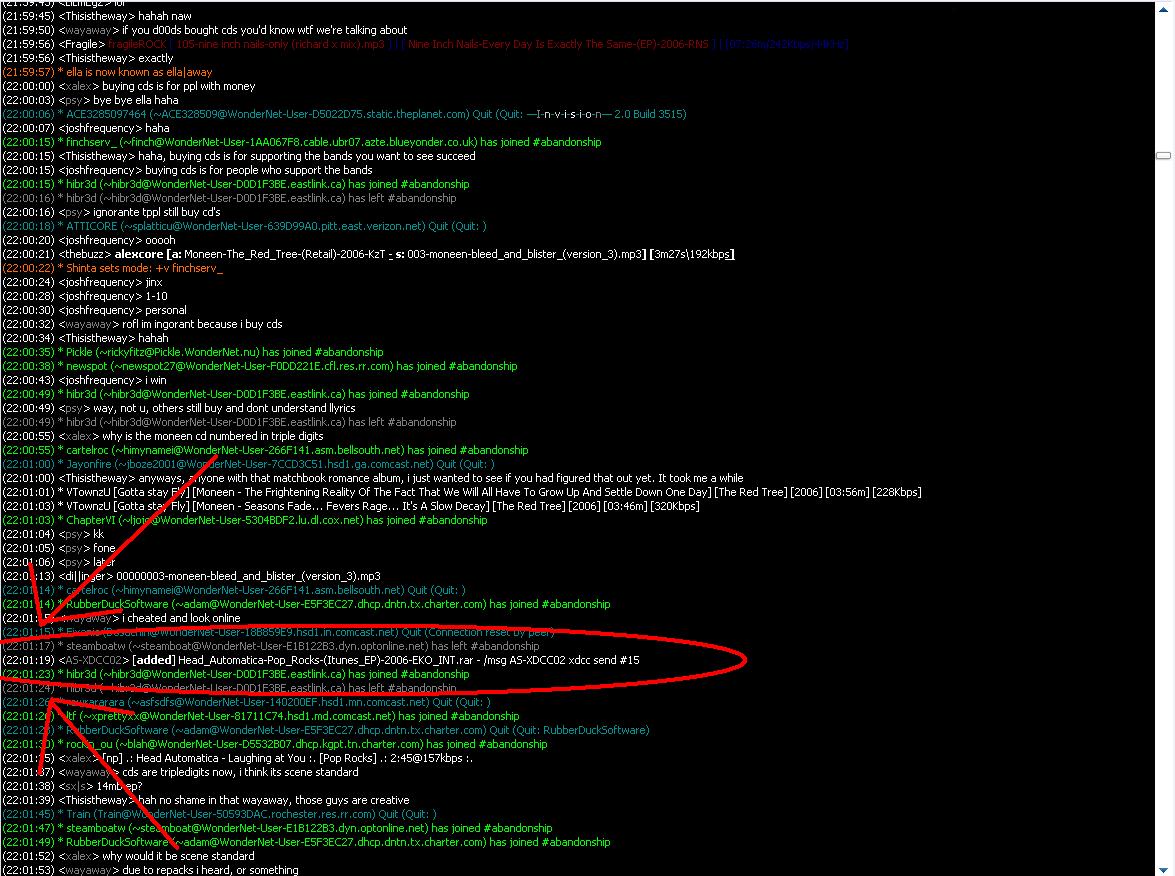 (21:59:45) <Thisistheway> hahah naw
(21:59:50) <wayaway> if you d00ds bought cds you'd know wtf we're talking about
(21:59:56) <Fragile> fragileROCK [ 105-nine inch nails-only (richard x mix).mp3 ] [ [ Nine Inch Nails-Every Day Is Exactly The Same-(EP)-2006-RNS ] [
(21:59:56) <Thisistheway> exactly
(21:59:57) * ella is now known as ella|away
(22:00:00) <xalex> buying cds is for ppl with money
(22:00:03) <psy> bye bye ella haha
(22:00:06) * ACE3285097464 (~ACE328509@WonderNet-User-D5022D75.static.theplanet.com) Quit (Quit: —I-n-v-i-s-i-o-n— 2.0 Build 3515)
(22:00:07) <joshfrequency> haha
(22:00:15) * finchserv_ (~finch@WonderNet-User-1AA067F8.cable.ubr07.azte.blueyonder.co.uk) has joined #abandonship
(22:00:15) <Thisistheway> haha, buying cds is for supporting the bands you want to see succeed
(22:00:15) <joshfrequency> buying cds is for people who support the bands
(22:00:15) * hibr3d (~hibr3d@WonderNet-User-D0D1F3BE.eastlink.ca) has joined #abandonship
(22:00:16) * hibr3d (~hibr3d@WonderNet-User-D0D1F3BE.eastlink.ca) has left #abandonship
(22:00:16) <psy> ignorante tppl still buy cd's
(22:00:18) * ATTICORE (~splatticu@WonderNet-User-639D99A0.pitt.east.verizon.net) Quit (Quit: )
(22:00:20) <joshfrequency> ooooh
(22:00:21) <thebuzz> alexcore [a: Moneen-The_Red_Tree-(Retail)-2006-KzT - s: 003-moneen-bleed_and_blister_(version_3).mp3] [3m27s\192kbps]
(22:00:22) * Shinta sets mode: +v finchserv_
(22:00:24) <joshfrequency> jinx
(22:00:28) <joshfrequency> 1-10
(22:00:30) <joshfrequency> personal
(22:00:32) <wayaway> rofl im ingorant because i buy cds
(22:00:34) <Thisistheway> hahah
(22:00:35) * Pickle (~rickyfitz@Pickle.WonderNet.nu) has joined #abandonship
(22:00:38) * newspot (~newspot27@WonderNet-User-F0DD221E.cfl.res.rr.com) has joined #abandonship
(22:00:43) <joshfrequency> i win
(22:00:49) * hibr3d (~hibr3d@WonderNet-User-D0D1F3BE.eastlink.ca) has joined #abandonship
(22:00:49) <psy> way, not u, others still buy and dont understand llyrics
(22:00:49) * hibr3d (~hibr3d@WonderNet-User-D0D1F3BE.eastlink.ca) has left #abandonship
(22:00:55) <xalex> why is the moneen cd numbered in triple digits
(22:00:55) * cartelroc (~himynamei@WonderNet-User-266F141.asm.bellsouth.net) has joined #abandonship
(22:01:00) * Jayonfire (~jboze2001@WonderNet-User-7CCD3C51.hsd1.ga.comcast.net) Quit (Quit: )
(22:01:00) <Thisistheway> anyways, anyone with that matchbook romance album, i just wanted to see if you had figured that out yet. It took me a while
(22:01:01) * VTownzU [Gotta stay Fly] [Moneen - The Frightening Reality Of The Fact That We Will All Have To Grow Up And Settle Down One Day] [The Red Tree] [2006] [03:56m] [228Kbps]
(22:01:03) * VTownzU [Gotta stay Fly] [Moneen - Seasons Fade... Fevers Rage... It's A Slow Decay] [The Red Tree] [2006] [03:46m] [320Kbps]
(22:01:03) * ChapterVI (~ljoio@WonderNet-User-5304BDF2.lu.dl.cox.net) has joined #abandonship
(22:01:04) <psy> kk
(22:01:05) <psy> fone
(22:01:06) <psy> later
(22:01:13) <di||inger> 00000003-moneen-bleed_and_blister_(version_3).mp3
(22:01:14) * cartelroc (~himynamei@WonderNet-User-266F141.asm.bellsouth.net) Quit (Quit: )
(22:01:14) * RubberDuckSoftware (~adam@WonderNet-User-E5F3EC27.dhcp.dntn.tx.charter.com) has joined #abandonship
<wayaway> i cheated and look online
(22:01:15) * Quit (Connection reset by peer)
(22:01:17) * steamboatw (~steamboat@WonderNet-User-E1B122B3.dyn.optonline.net) has left #abandonship
(22:01:19) <AS-XDCC02> [added] Head_Automatica-Pop_Rocks-(Itunes_EP)-2006-EKO_INT.rar - /msg AS-XDCC02 xdcc send #15
(22:01:23) * hibr3d (~hibr3d@WonderNet-User-D0D1F3BE.eastlink.ca) has joined #abandonship
(22:01:24) * hibr3d (~hibr3d@WonderNet-User-D0D1F3BE.eastlink.ca) has left #abandonship
(22:01:26) * (~asfsdfs@WonderNet-User-140200EF.hsd1.mn.comcast.net) Quit (Quit: )
* ltf (~xprettyxx@WonderNet-User-81711C74.hsd1.md.comcast.net) has joined #abandonship
* RubberDuckSoftware (~adam@WonderNet-User-E5F3EC27.dhcp.dntn.tx.charter.com) Quit (Quit: RubberDuckSoftware)
(22:01:30) * (~blah@WonderNet-User-D5532B07.dhcp.kgpt.tn.charter.com) has joined #abandonship
(22:01:35) <xalex> [np] .: Head Automatica - Laughing at You :. [Pop Rocks] .: 2:45@157kbps :.
(22:01:37) <wayaway> cds are tripledigits now, i think its scene standard
(22:01:38) <sx|s> 14mb ep?
(22:01:39) <Thisistheway> hah no shame in that wayaway, those guys are creative
(22:01:45) * Train (Train@WonderNet-User-50593DAC.rochester.res.rr.com) Quit (Quit: )
(22:01:47) * steamboatw (~steamboat@WonderNet-User-E1B122B3.dyn.optonline.net) has joined #abandonship
(22:01:49) * RubberDuckSoftware (~adam@WonderNet-User-E5F3EC27.dhcp.dntn.tx.charter.com) has joined #abandonship
(22:01:52) <xalex> why would it be scene standard
(22:01:53) <wayaway> due to repacks i heard, or something